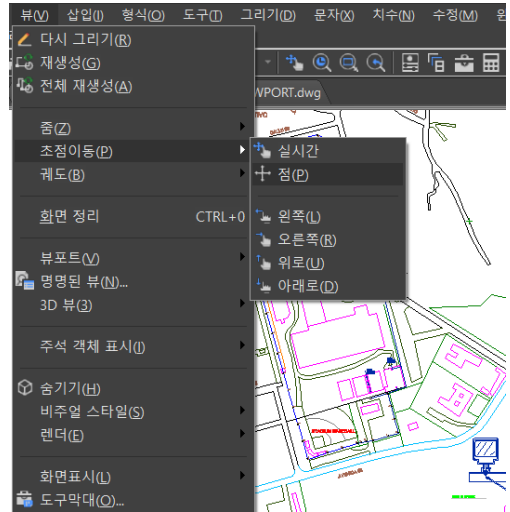 뷰(V) 삽입(I) 형식(O) 도구(T) 그리기(D) 문자(X) 치수(N) 수정(M)
다시 그리기(R)
재생성(G)
전체 재생성(A)
WPORT.dwg
줌(Z)
초점이동(P)
궤도(B)
실시간
점(P)
왼쪽(L)
오른쪽(R)
위로(U)
아래로(D)
화면 정리 CTRL+0
뷰포트(V)
명명된 뷰(N)...
3D 뷰(3)
주석 객체 표시(I)
숨기기(H)
비주얼 스타일(S)
렌더(E)
화면표시(L)
도구막대(O)...